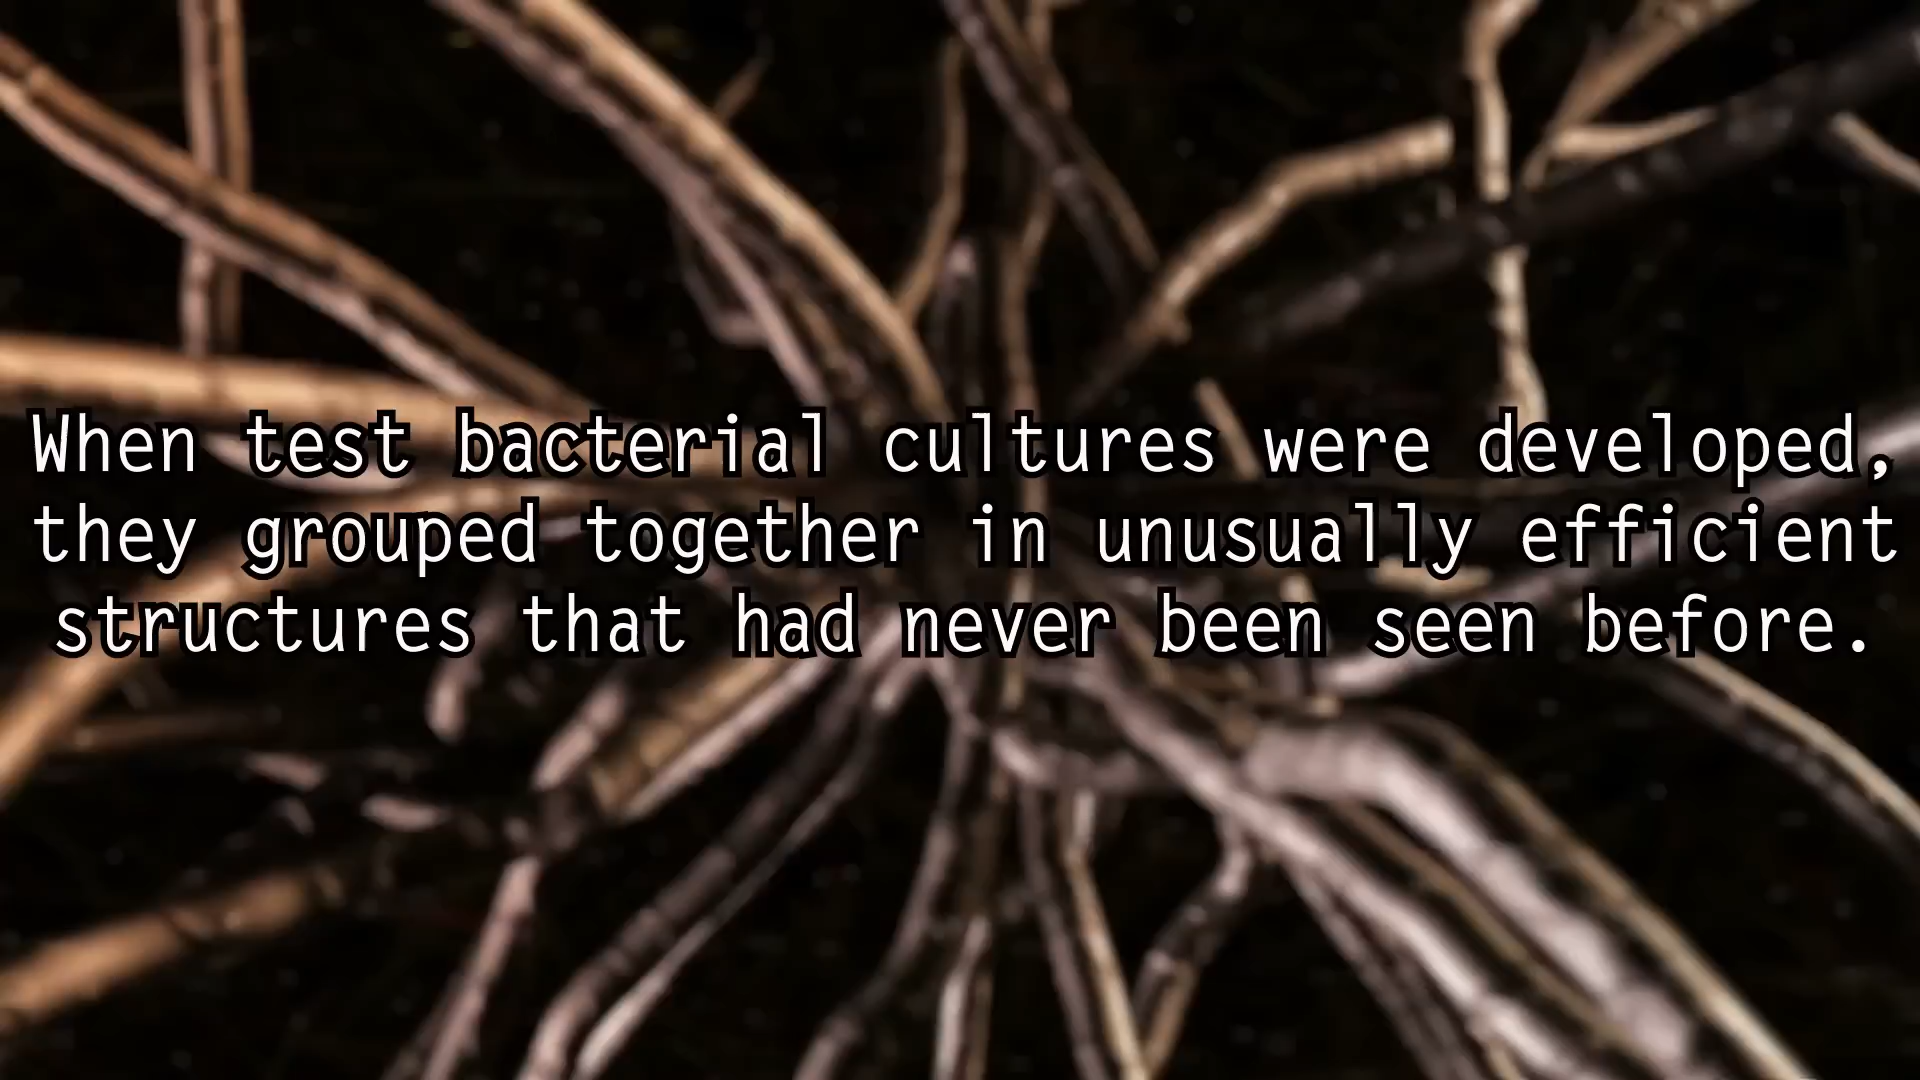 When test bacterial cultures were developed,
they grouped together in unusually efficient
structures that had never been seen before.